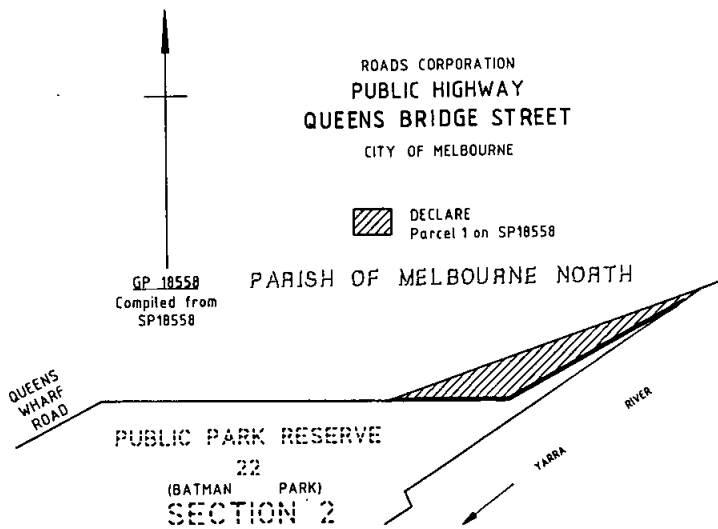 ROADS CORPORATION
PUBLIC HIGHWAY
QUEENS BRIDGE STREET
CITY OF MELBOURNE
DECLARE
Parcel 1 on SP18558
GP 18558
Compiled from
SP18558
PARISH OF MELBOURNE NORTH
QUEENS
WHARF
ROAD
RIVER
YARRA
PUBLIC PARK RESERVE
22
(BATMAN PARK)
SECTION 2